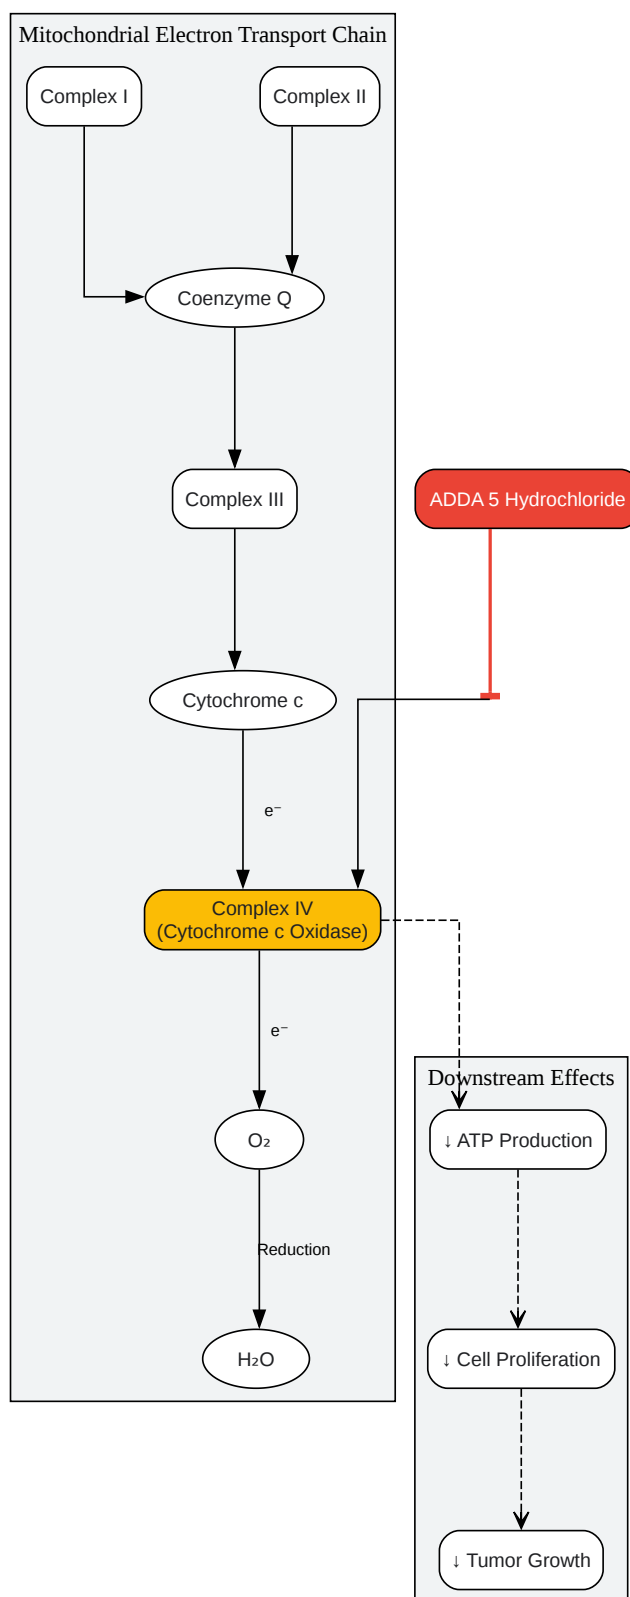 Mitochondrial Electron Transport Chain
Complex I
Complex II
Coenzyme Q
Complex III
ADDA 5 Hydrochloride
Cytochrome c
e⁻
Complex IV
(Cytochrome c Oxidase)
e⁻
Downstream Effects
O₂
↓ ATP Production
Reduction
H₂O
↓ Cell Proliferation
↓ Tumor Growth